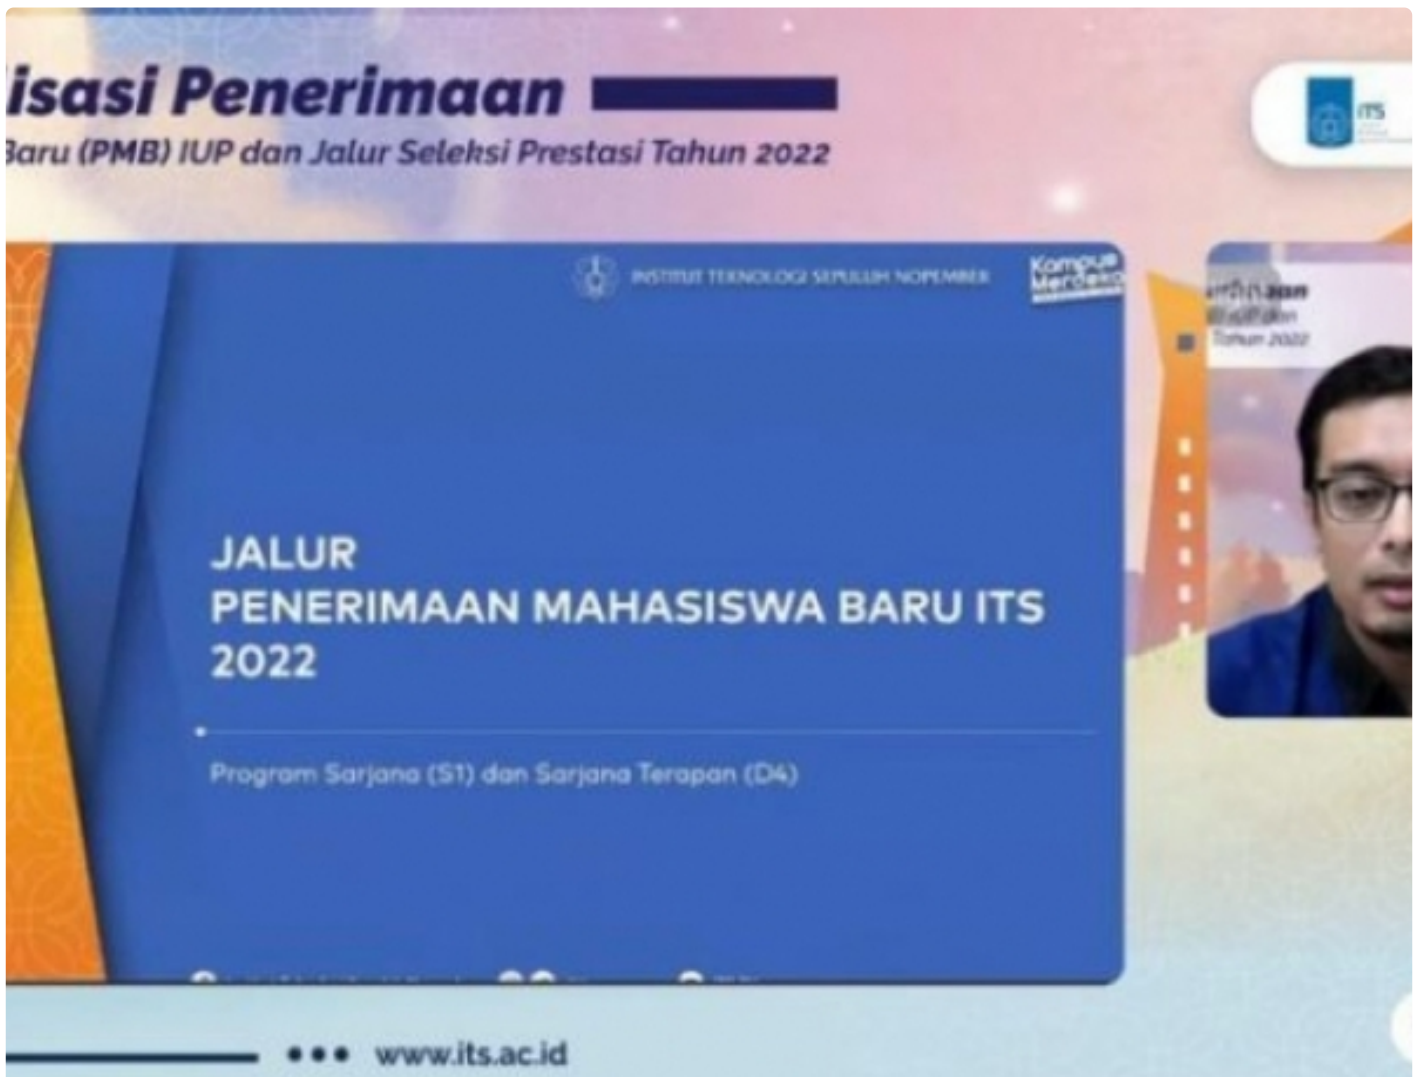 isasi Penerimaan
Baru (PMB) IUP dan Jalur Seleksi Prestasi Tahun 2022
ITS
INSTITUT TEKNOLOGI SEPULUH NOPEMBER
Kampus
Merdeka
Tahun 2022
JALUR
PENERIMAAN MAHASISWA BARU ITS
2022
Program Sarjana (S1) dan Sarjana Terapan (D4)
www.its.ac.id